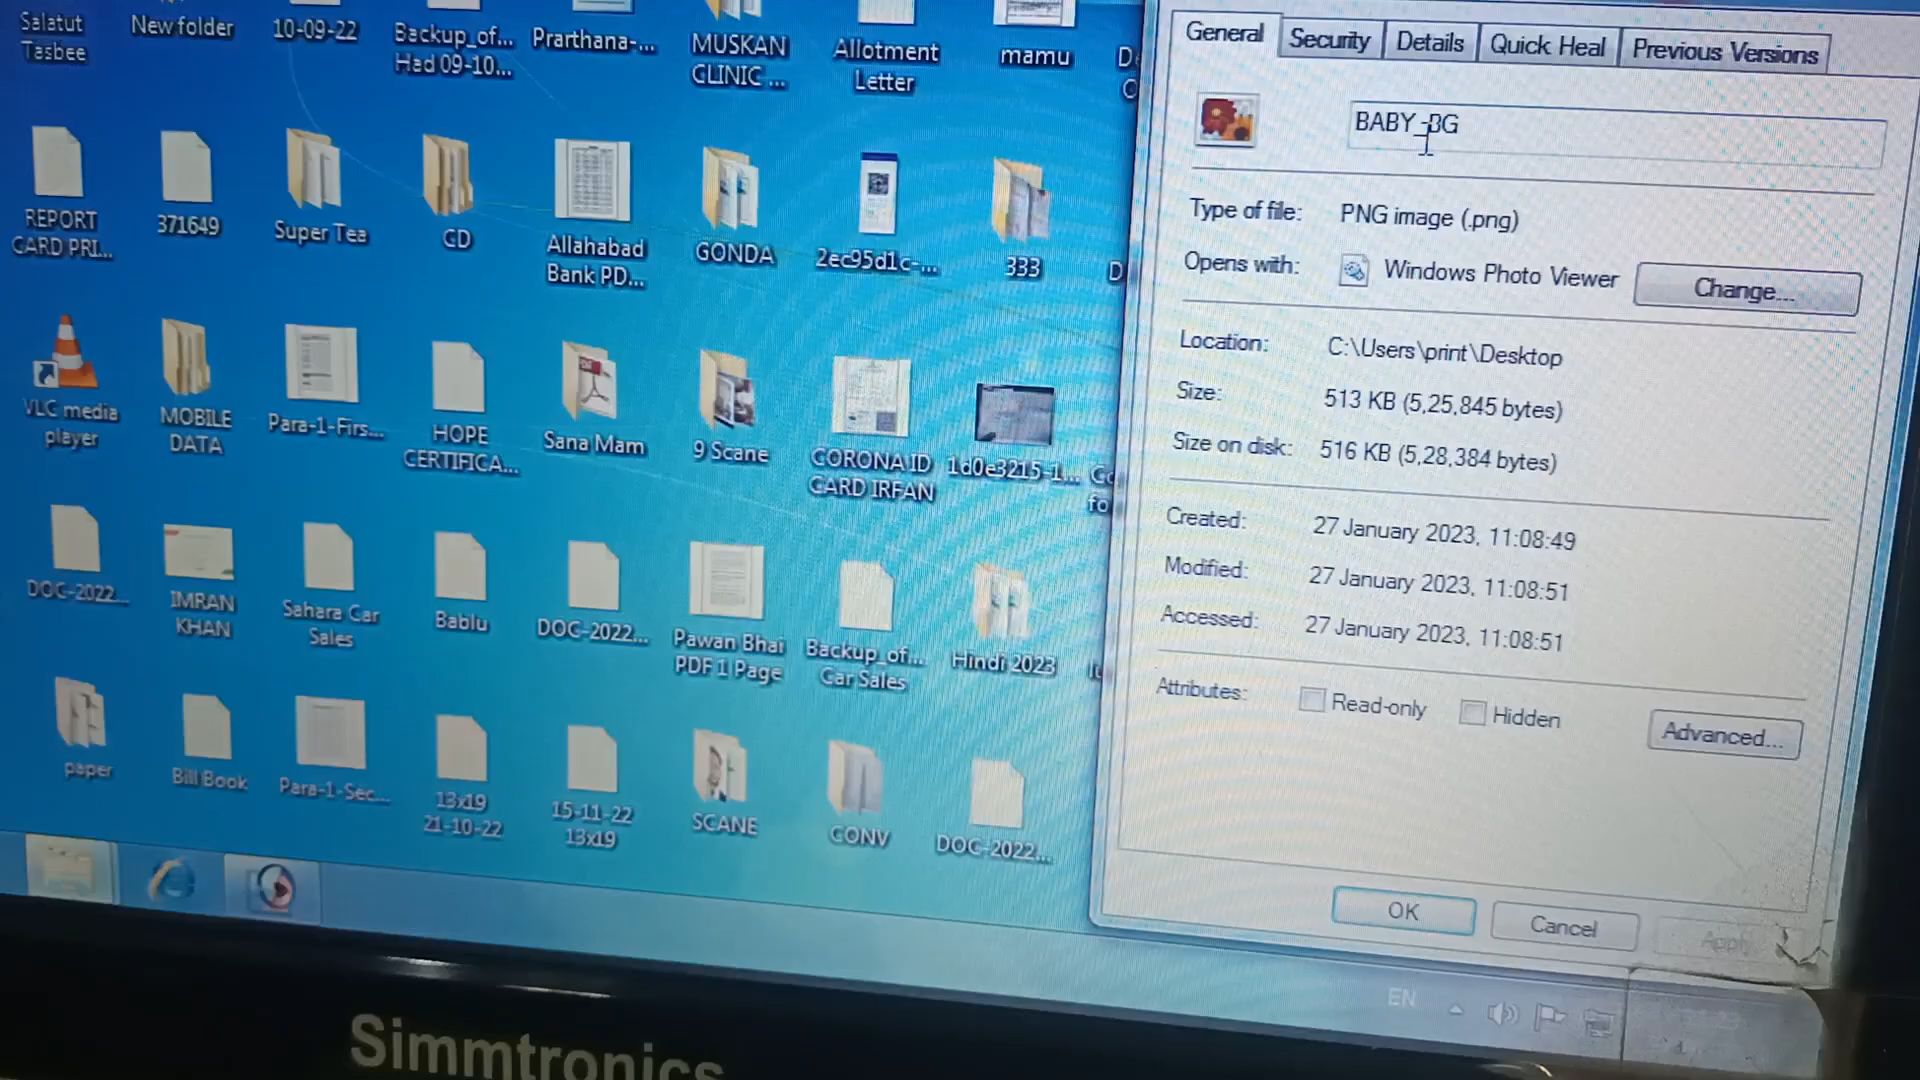 Salatut
Tasbee
New folder
10-09-22
Backup_of...
Had 09-10...
Prarthana-...
MUSKAN
CLINIC ...
Allotment
Letter
mamu
REPORT
CARD PRI...
371649
Super Tea
CD
Allahabad
Bank PD...
GONDA
2ec95d1c-...
333
VLC media
player
MOBILE
DATA
Para-1-Firs...
HOPE
CERTIFICA...
Sana Mam
9 Scane
CORONA ID
CARD IRFAN
1d0e3215-1...
DOC-2022...
IMRAN
KHAN
Sahara Car
Sales
Bablu
DOC-2022...
Pawan Bhai
PDF 1 Page
Backup_of...
Car Sales
Hindi 2023
paper
Bill Book
Para-1-Sec...
13x19
21-10-22
15-11-22
13x19
SCANE
CONV
DOC-2022...
General
Security
Details
Quick Heal
Previous Versions
BABY_BG
Type of file: PNG image (.png)
Opens with: Windows Photo Viewer Change...
Location: C:\Users\print\Desktop
Size: 513 KB (5,25,845 bytes)
Size on disk: 516 KB (5,28,384 bytes)
Created: 27 January 2023, 11:08:49
Modified: 27 January 2023, 11:08:51
Accessed: 27 January 2023, 11:08:51
Attributes: Read-only Hidden Advanced...
OK Cancel Apply
EN
Simmtronics